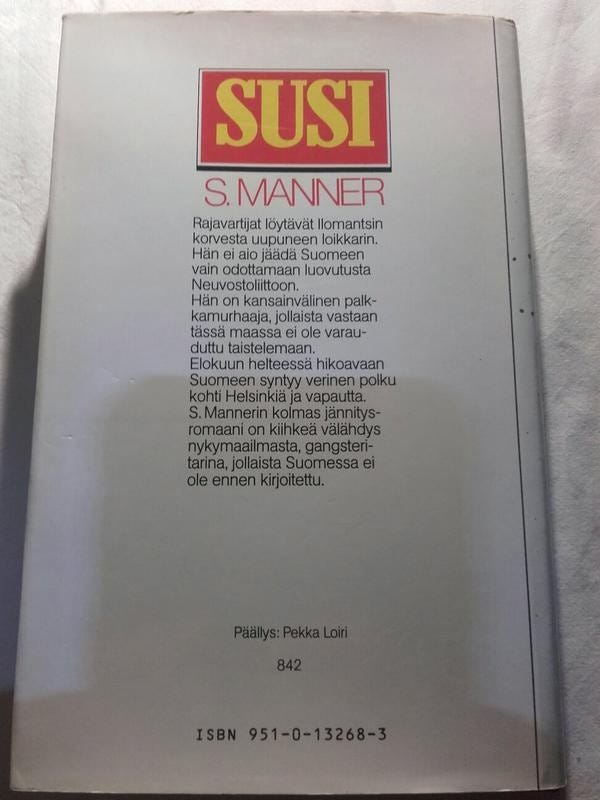 SUSI
S. MANNER
Rajavartijat löytävät Ilomantsin
korvesta uupuneen loikkarin.
Hän ei aio jäädä Suomeen
vain odottamaan luovutusta
Neuvostoliittoon.
Hän on kansainvälinen palk-
kamurhaaja, jollaista vastaan
tässä maassa ei ole varau-
duttu taistelemaan.
Elokuun helteessä hikoavaan
Suomeen syntyy verinen polku
kohti Helsinkiä ja vapautta.
S. Mannerin kolmas jännitys-
romaani on kiihkeä välähdys
nykymaailmasta, gangsteri-
tarina, jollaista Suomessa ei
ole ennen kirjoitettu.
Päällys: Pekka Loiri
842
ISBN 951-0-13268-3